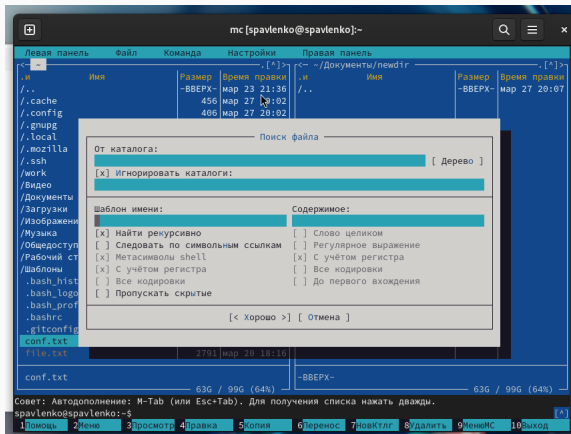 mc [spavlenko@spavlenko]:~
Левая панель Файл Команда Настройки Правая панель
<— ~ .[^]> <— ~/Документы/newdir .[^]>
.и Имя Размер Время правки .и Имя Размер Время правки
/.. -ВВЕРХ- мар 23 21:36 /.. -ВВЕРХ- мар 27 20:07
/.cache 456 мар 27 :02
/.config 406 мар 27 20:02
/.gnupg
/.local
/.mozilla
/.ssh
/work
/Видео
/Документы
/Загрузки
/Изображени
/Музыка
/Общедоступ
/Рабочий ст
/Шаблоны
.bash_hist
.bash_logo
.bash_prof
.bashrc
.gitconfig
conf.txt
file.txt 2791 мар 20 18:16
Поиск файла
От каталога:
[ Дерево ]
[x] Игнорировать каталоги:
Шаблон имени: Содержимое:
[x] Найти рекурсивно [ ] Слово целиком
[ ] Следовать по символьным ссылкам [ ] Регулярное выражение
[x] Метасимволы shell [x] С учётом регистра
[x] С учётом регистра [ ] Все кодировки
[ ] Все кодировки [ ] До первого вхождения
[ ] Пропускать скрытые
[< Хорошо >] [ Отмена ]
conf.txt -ВВЕРХ-
63G / 99G (64%) 63G / 99G (64%)
Совет: Автодополнение: M-Tab (или Esc+Tab). Для получения списка нажать дважды.
spavlenko@spavlenko:~$ [^]
1Помощь 2Меню 3Просмотр 4Правка 5Копия 6Перенос 7НовКтлг 8Удалить 9МенюМС 10Выход